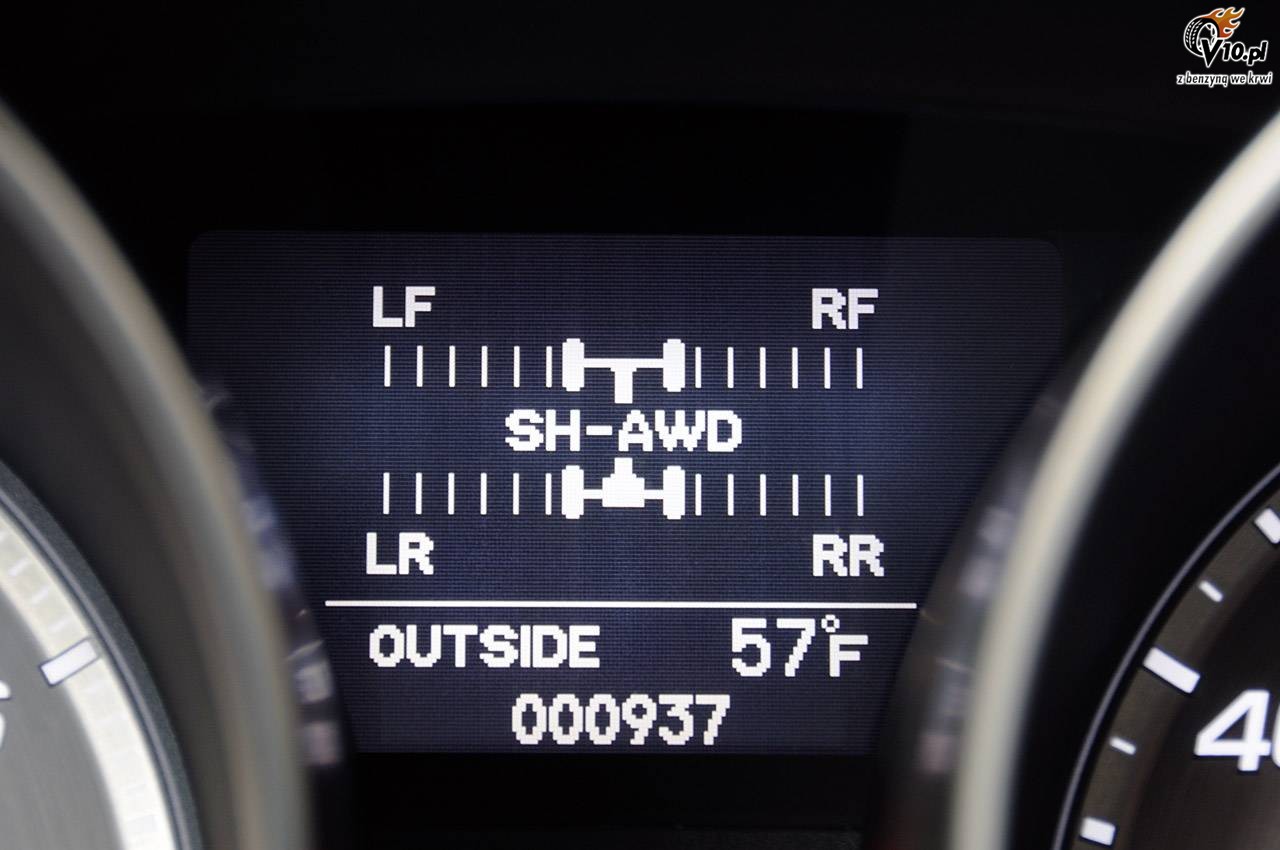 V10.pl
z benzyną we krwi
LF RF
SH-AWD
LR RR
OUTSIDE 57°F
000937